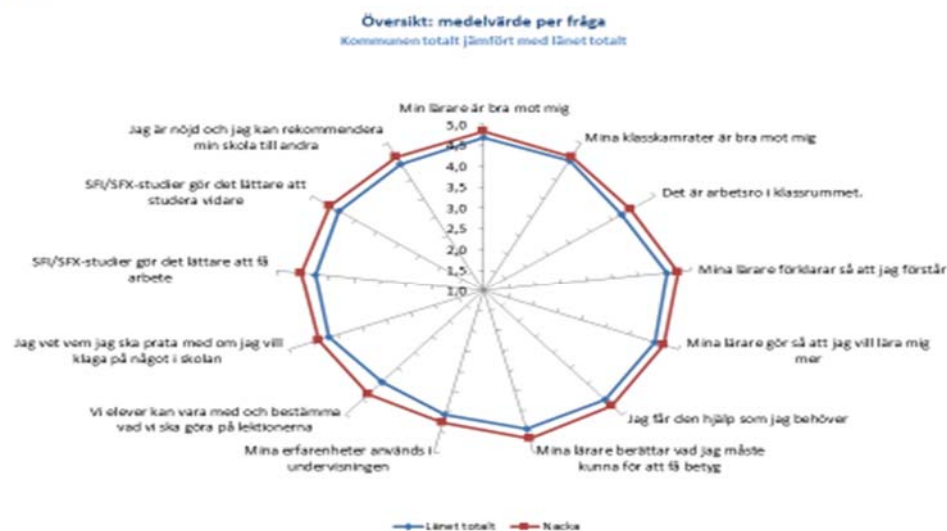 Översikt: medelvärde per fråga
Kommunen totalt jämfört med länet totalt
Min lärare är bra mot mig
Jag är nöjd och jag kan rekommendera
min skola till andra
Mina klasskamrater är bra mot mig
SFI/SFX-studier gör det lättare att
studera vidare
Det är arbetsro i klassrummet.
SFI/SFX-studier gör det lättare att få
arbete
Mina lärare förklarar så att jag förstår
Jag vet vem jag ska prata med om jag vill
klaga på något i skolan
Mina lärare gör så att jag vill lära mig
mer
Vi elever kan vara med och bestämma
vad vi ska göra på lektionerna
Jag får den hjälp som jag behöver
Mina erfarenheter används i
undervisningen
Mina lärare berättar vad jag måste
kunna för att få betyg
5,0
4,5
4,0
3,5
3,0
2,5
2,0
1,5
1,0
Länet totalt
Nacka